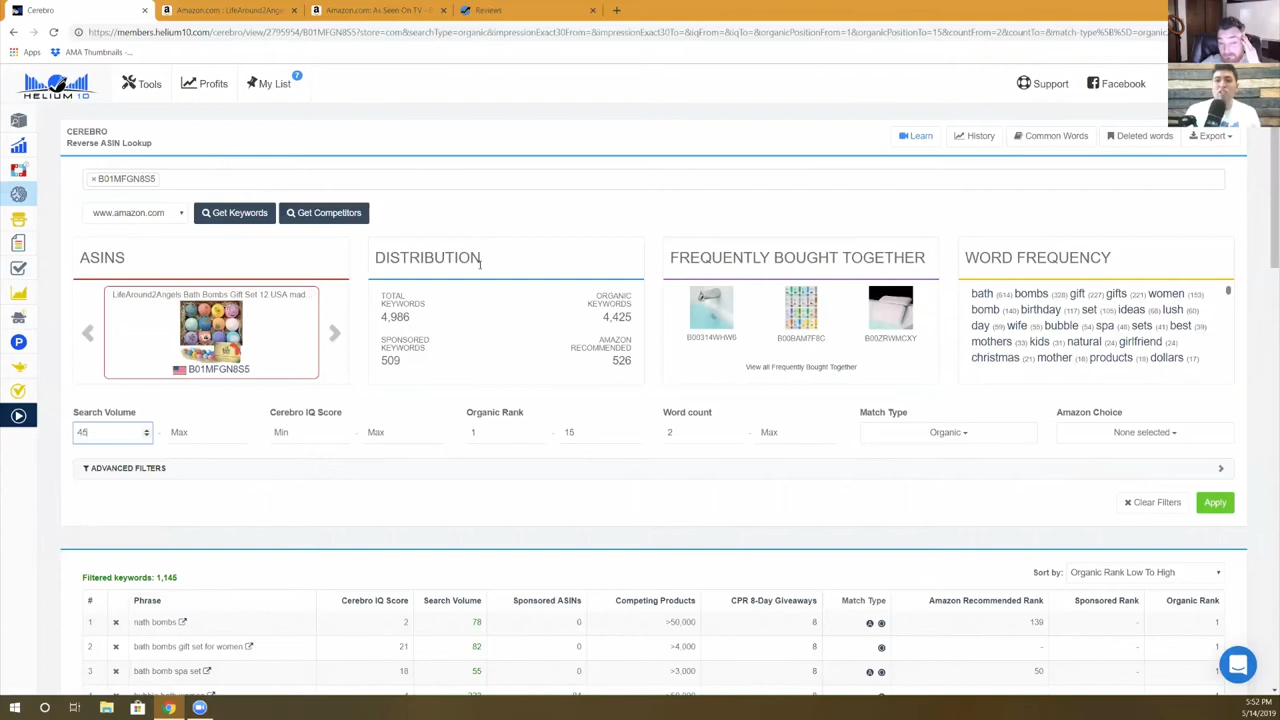 Cerebro
Amazon.com : LifeAround2Angel
Amazon.com: As Seen On TV - B
Reviews
https://members.helium10.com/cerebro/view/2795954/B01MFGN8S5?store=com&searchType=organic&impressionExact30From=&impressionExact30To=&iqFrom=&iqTo=&organicPositionFrom=1&organicPositionTo=15&countFrom=2&countTo=&match-type%5B%5D=organic
Apps
AMA Thumbnails -...
HELIUM 10
Tools
Profits
My List
7
Support
Facebook
CEREBRO
Reverse ASIN Lookup
Learn
History
Common Words
Deleted words
Export
× B01MFGN8S5
www.amazon.com
Get Keywords
Get Competitors
ASINS
LifeAround2Angels Bath Bombs Gift Set 12 USA mad...
B01MFGN8S5
DISTRIBUTION
TOTAL KEYWORDS
4,986
ORGANIC KEYWORDS
4,425
SPONSORED KEYWORDS
509
AMAZON RECOMMENDED
526
FREQUENTLY BOUGHT TOGETHER
B00314WHW6
B00BAM7F8C
B00ZRWMCXY
View all Frequently Bought Together
WORD FREQUENCY
bath (614) bombs (328) gift (227) gifts (221) women (153)
bomb (140) birthday (117) set (105) ideas (68) lush (60)
day (59) wife (55) bubble (54) spa (46) sets (41) best (39)
mothers (33) kids (31) natural (24) girlfriend (24)
christmas (21) mother (18) products (18) dollars (17)
Search Volume
Cerebro IQ Score
Organic Rank
Word count
Match Type
Amazon Choice
45 - Max
Min - Max
1 - 15
2 - Max
Organic
None selected
ADVANCED FILTERS
Clear Filters
Apply
Filtered keywords: 1,145
Sort by:
Organic Rank Low To High
# Phrase Cerebro IQ Score Search Volume Sponsored ASINs Competing Products CPR 8-Day Giveaways Match Type Amazon Recommended Rank Sponsored Rank Organic Rank
1 nath bombs 2 78 0 >50,000 8 139 - 1
2 bath bombs gift set for women 21 82 0 >4,000 8 - - 1
3 bath bomb spa set 18 55 0 >3,000 8 50 - 1
5:52 PM
5/14/2019